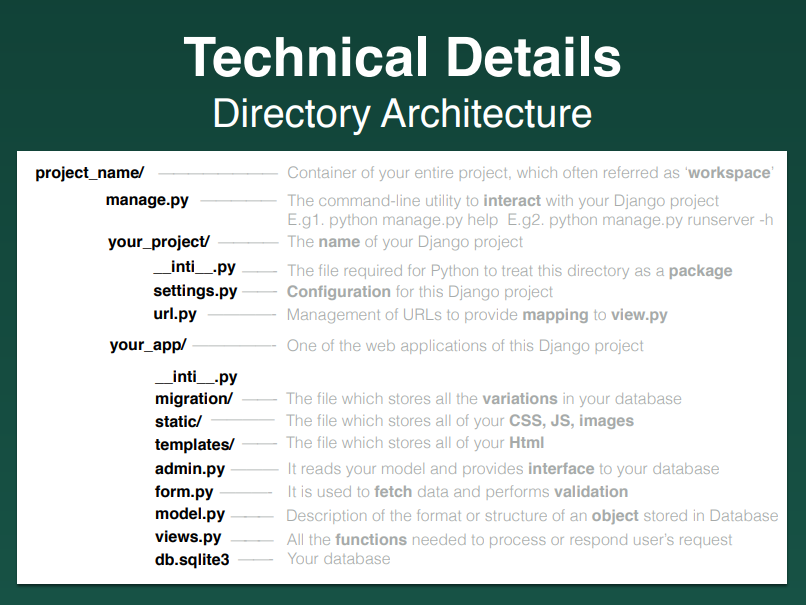 Technical Details
Directory Architecture
project_name/ Container of your entire project, which often referred as 'workspace'
manage.py The command-line utility to interact with your Django project
E.g1. python manage.py help E.g2. python manage.py runserver -h
your_project/ The name of your Django project
__inti__.py The file required for Python to treat this directory as a package
settings.py Configuration for this Django project
url.py Management of URLs to provide mapping to view.py
your_app/ One of the web applications of this Django project
__inti__.py
migration/ The file which stores all the variations in your database
static/ The file which stores all of your CSS, JS, images
templates/ The file which stores all of your Html
admin.py It reads your model and provides interface to your database
form.py It is used to fetch data and performs validation
model.py Description of the format or structure of an object stored in Database
views.py All the functions needed to process or respond user's request
db.sqlite3 Your database